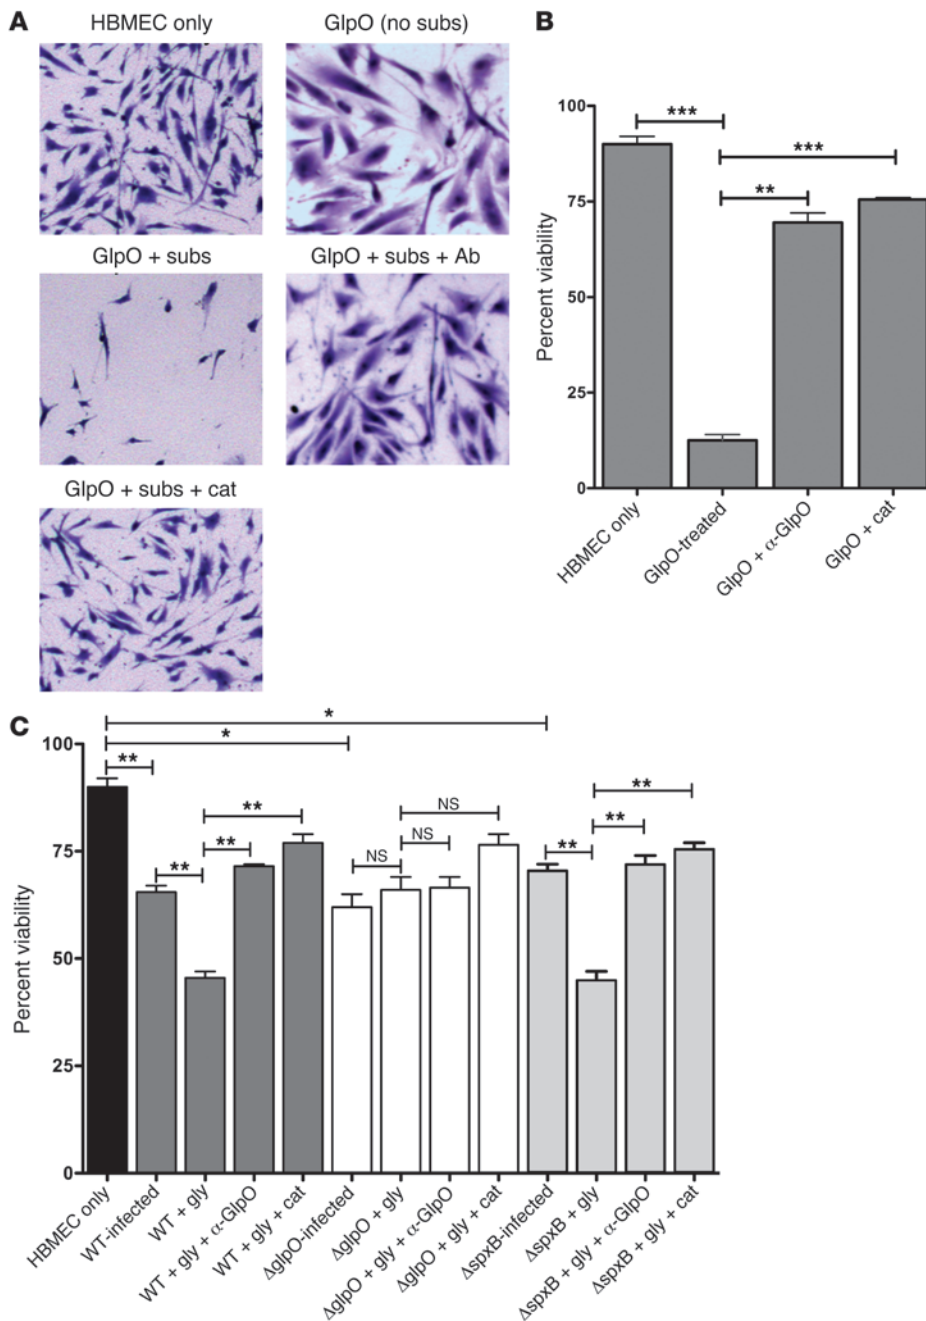 A
HBMEC only
GlpO (no subs)
GlpO + subs
GlpO + subs + Ab
GlpO + subs + cat
B
Percent viability
100
75
50
25
0
***
***
**
HBMEC only
GlpO-treated
GlpO + α-GlpO
GlpO + cat
C
Percent viability
100
75
50
25
0
*
*
**
**
**
**
NS
NS
NS
**
**
**
HBMEC only
WT-infected
WT + gly
WT + gly + α-GlpO
WT + gly + cat
ΔglpO-infected
ΔglpO + gly
ΔglpO + gly + α-GlpO
ΔglpO + gly + cat
ΔspxB-infected
ΔspxB + gly
ΔspxB + gly + α-GlpO
ΔspxB + gly + cat